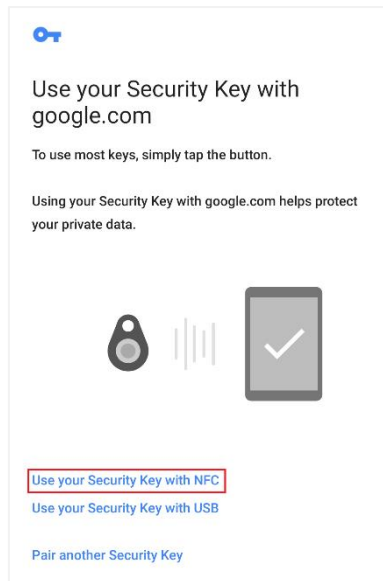 Use your Security Key with
google.com
To use most keys, simply tap the button.
Using your Security Key with google.com helps protect
your private data.
Use your Security Key with NFC
Use your Security Key with USB
Pair another Security Key